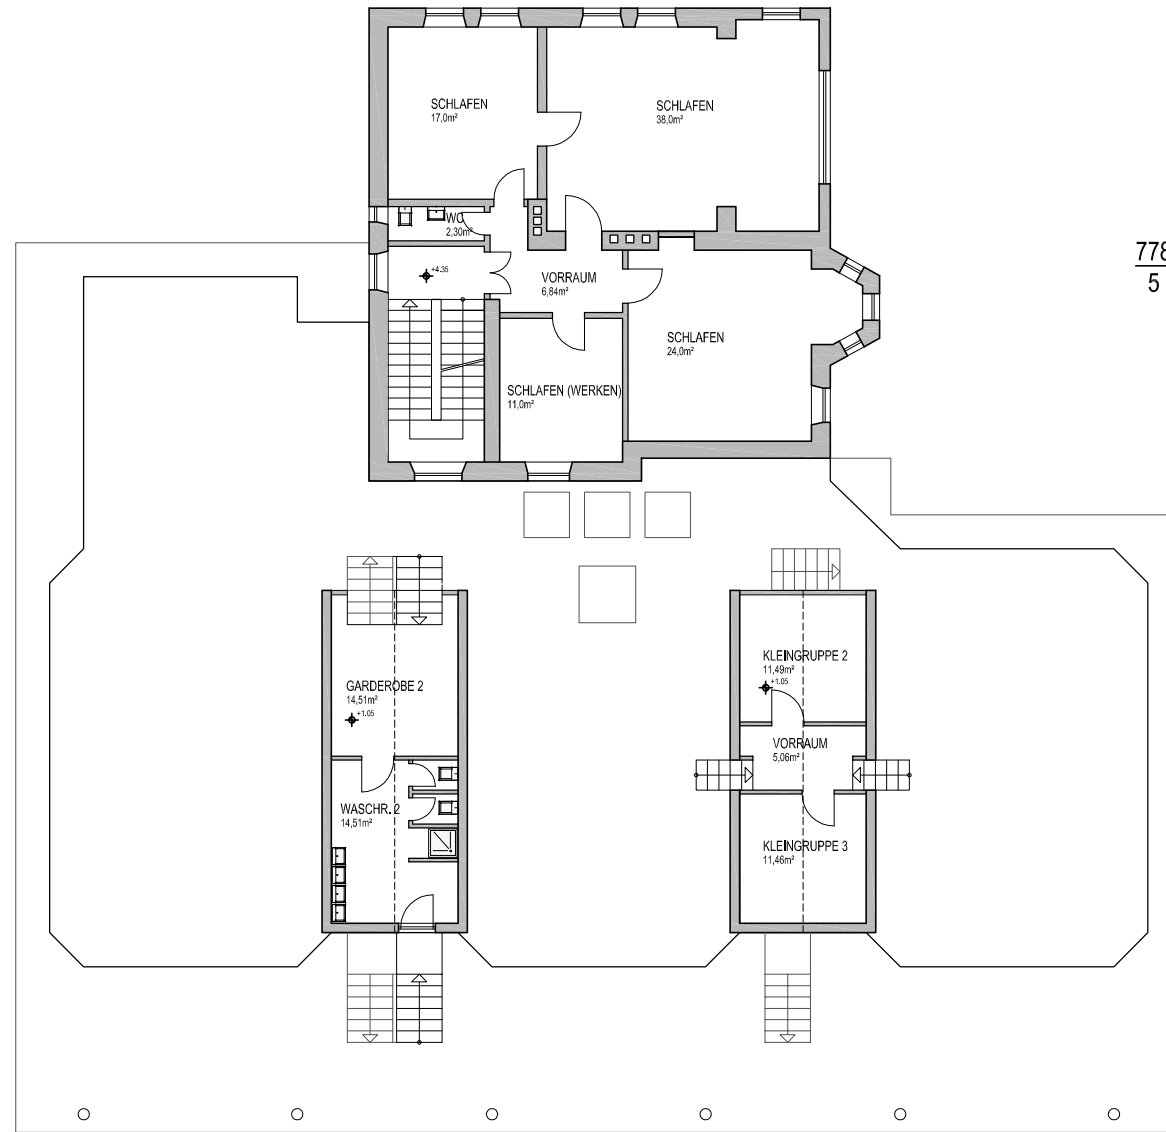 SCHLAFEN
17,0m²
SCHLAFEN
38,0m²
WC
2,30m²
+4.35
VORRAUM
6,84m²
778
5
SCHLAFEN
24,0m²
SCHLAFEN (WERKEN)
11,0m²
GARDEROBE 2
14,51m²
+1.05
KLEINGRUPPE 2
11,49m²
+1.05
VORRAUM
5,06m²
WASCHR. 2
14,51m²
KLEINGRUPPE 3
11,46m²